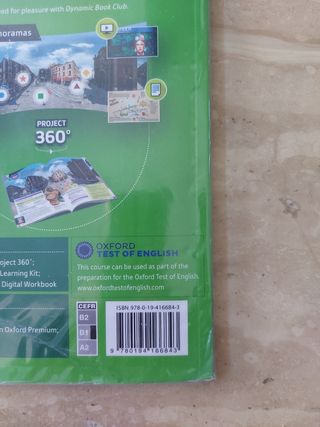 for pleasure with Dynamic Book Club.
noramas
PROJECT
360°
OXFORD
TEST OF ENGLISH
This course can be used as part of the
preparation for the Oxford Test of English.
www.oxfordtestofenglish.com
oject 360°;
Learning Kit;
Digital Workbook
n Oxford Premium;
CEFR
B2
B1
A2
ISBN 978-0-19-416684-3
9 780194 166843